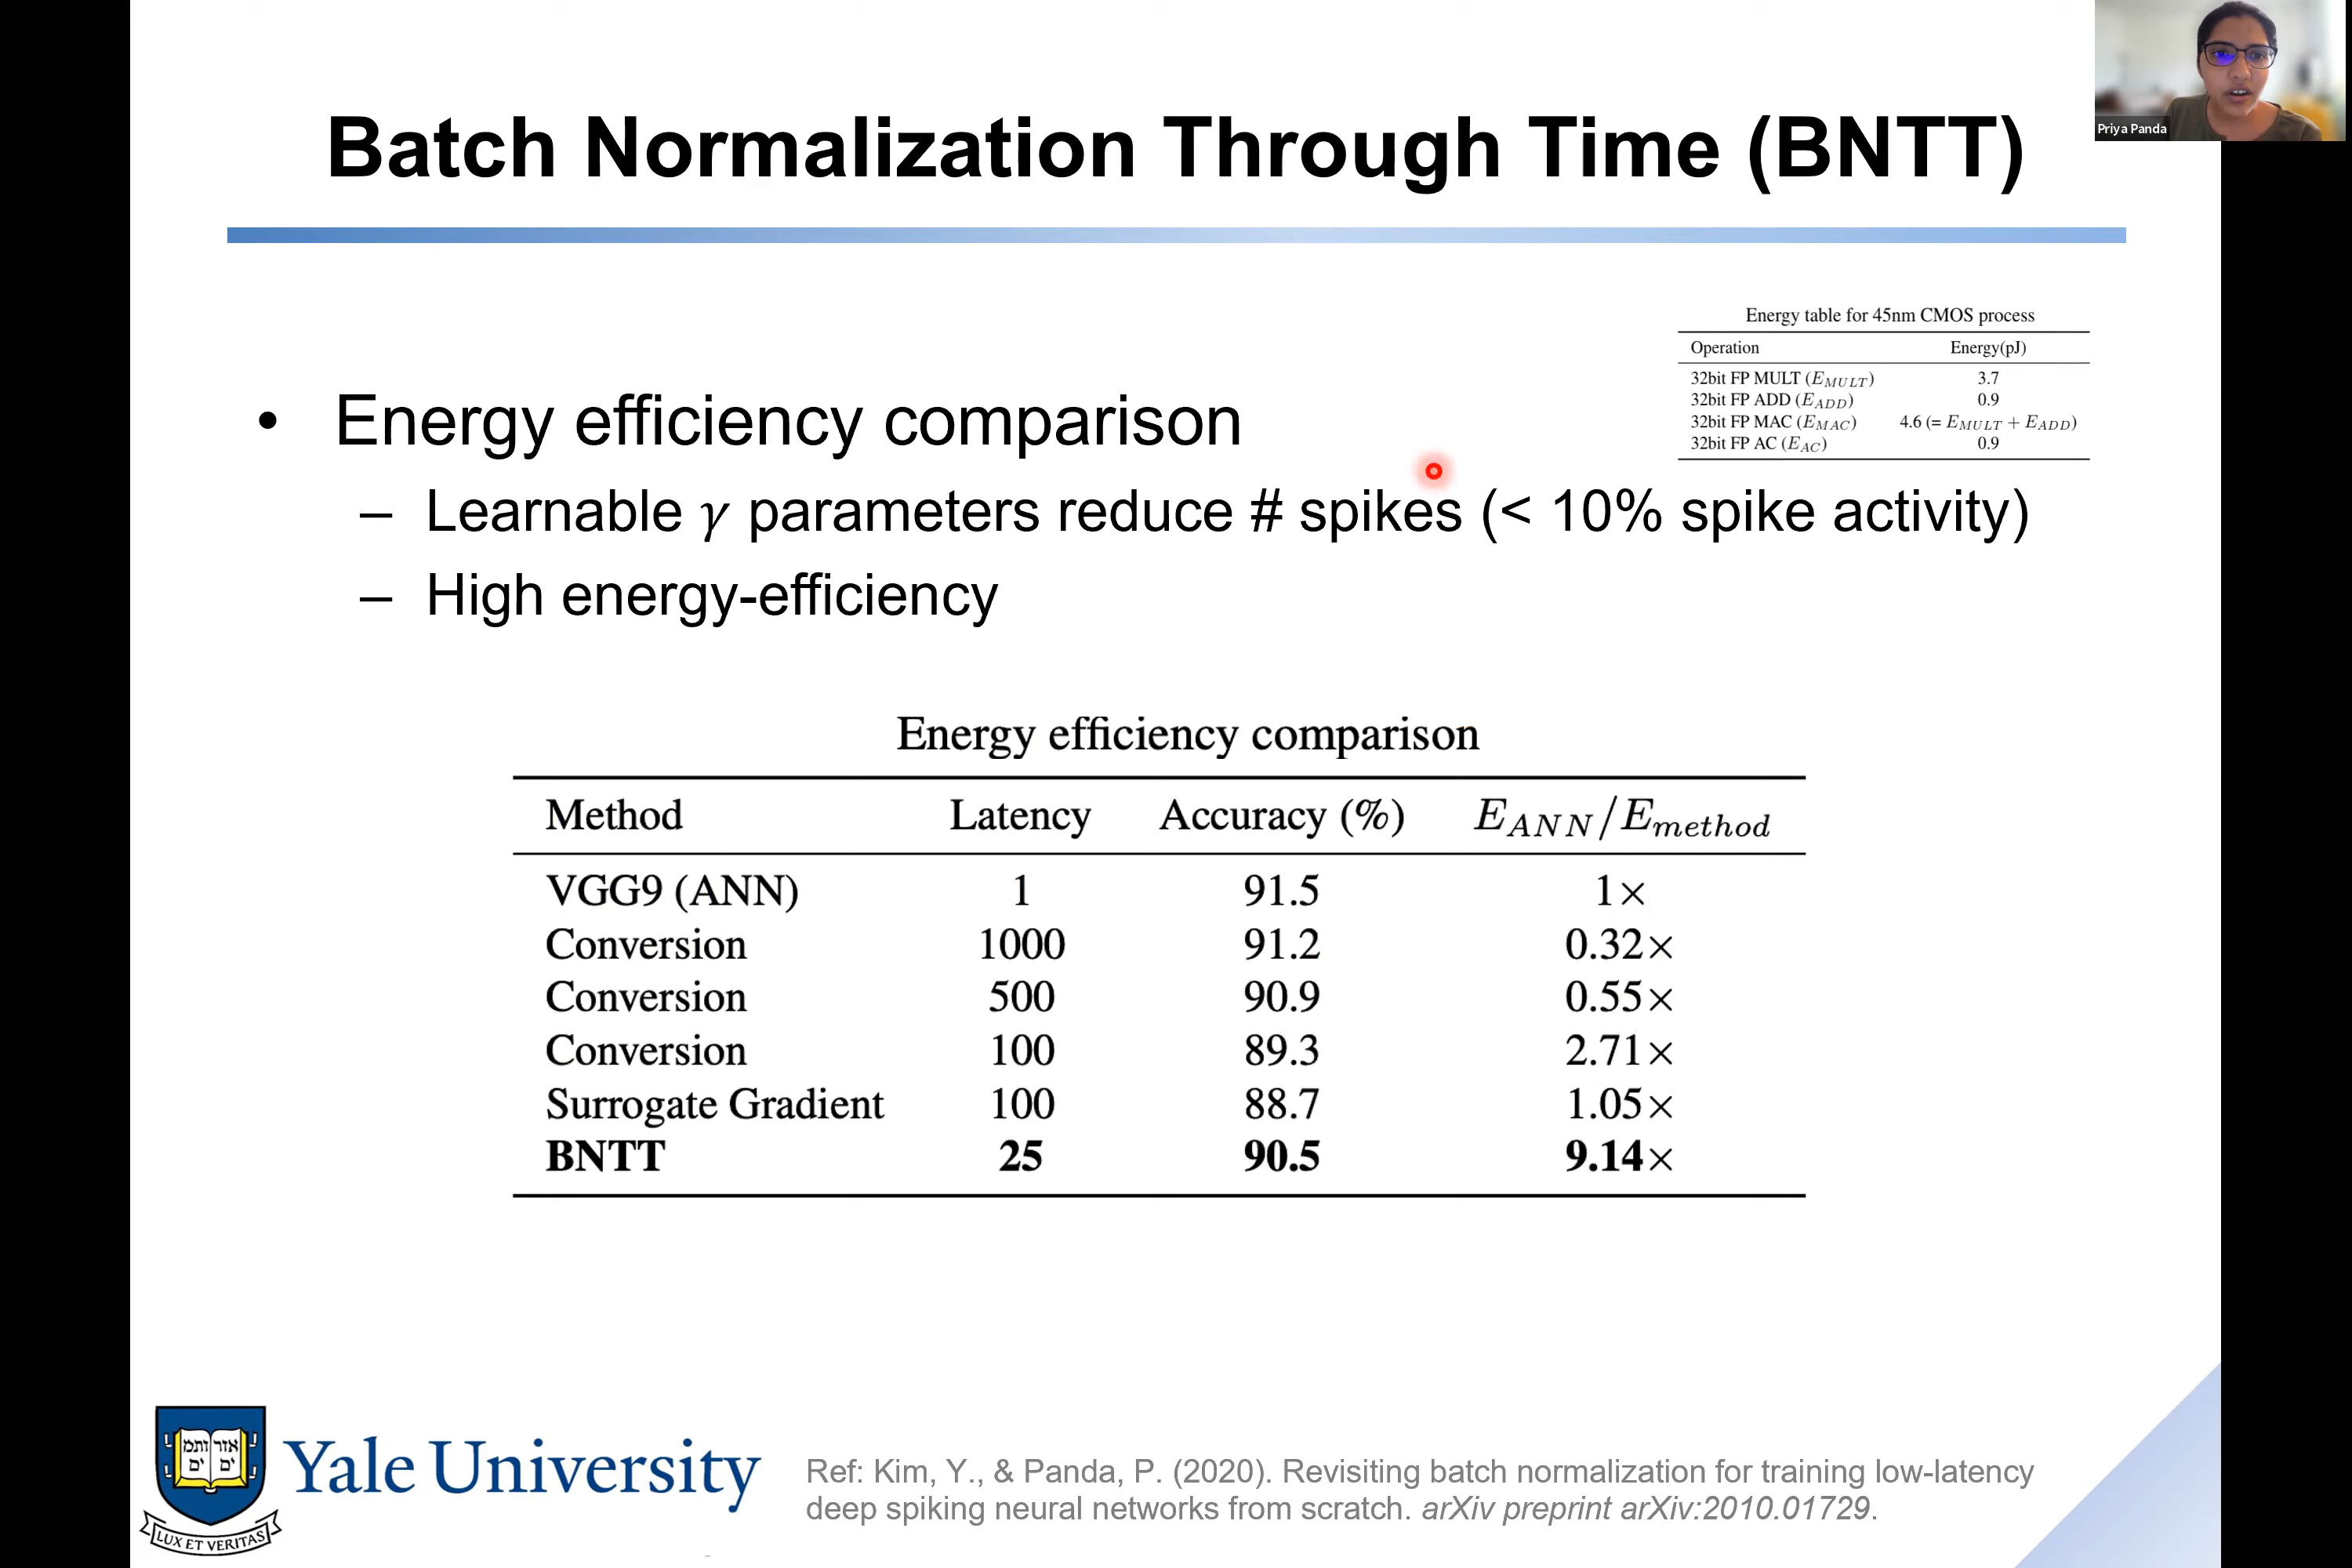 Batch Normalization Through Time (BNTT)
Priya Panda
Energy table for 45nm CMOS process
Operation Energy(pJ)
32bit FP MULT (E_MULT) 3.7
32bit FP ADD (E_ADD) 0.9
32bit FP MAC (E_MAC) 4.6 (= E_MULT + E_ADD)
32bit FP AC (E_AC) 0.9
• Energy efficiency comparison
– Learnable γ parameters reduce # spikes (< 10% spike activity)
– High energy-efficiency
Energy efficiency comparison
Method Latency Accuracy (%) E_ANN/E_method
VGG9 (ANN) 1 91.5 1×
Conversion 1000 91.2 0.32×
Conversion 500 90.9 0.55×
Conversion 100 89.3 2.71×
Surrogate Gradient 100 88.7 1.05×
BNTT 25 90.5 9.14×
אורים ותמים
LUX ET VERITAS
Yale University
Ref: Kim, Y., & Panda, P. (2020). Revisiting batch normalization for training low-latency
deep spiking neural networks from scratch. arXiv preprint arXiv:2010.01729.